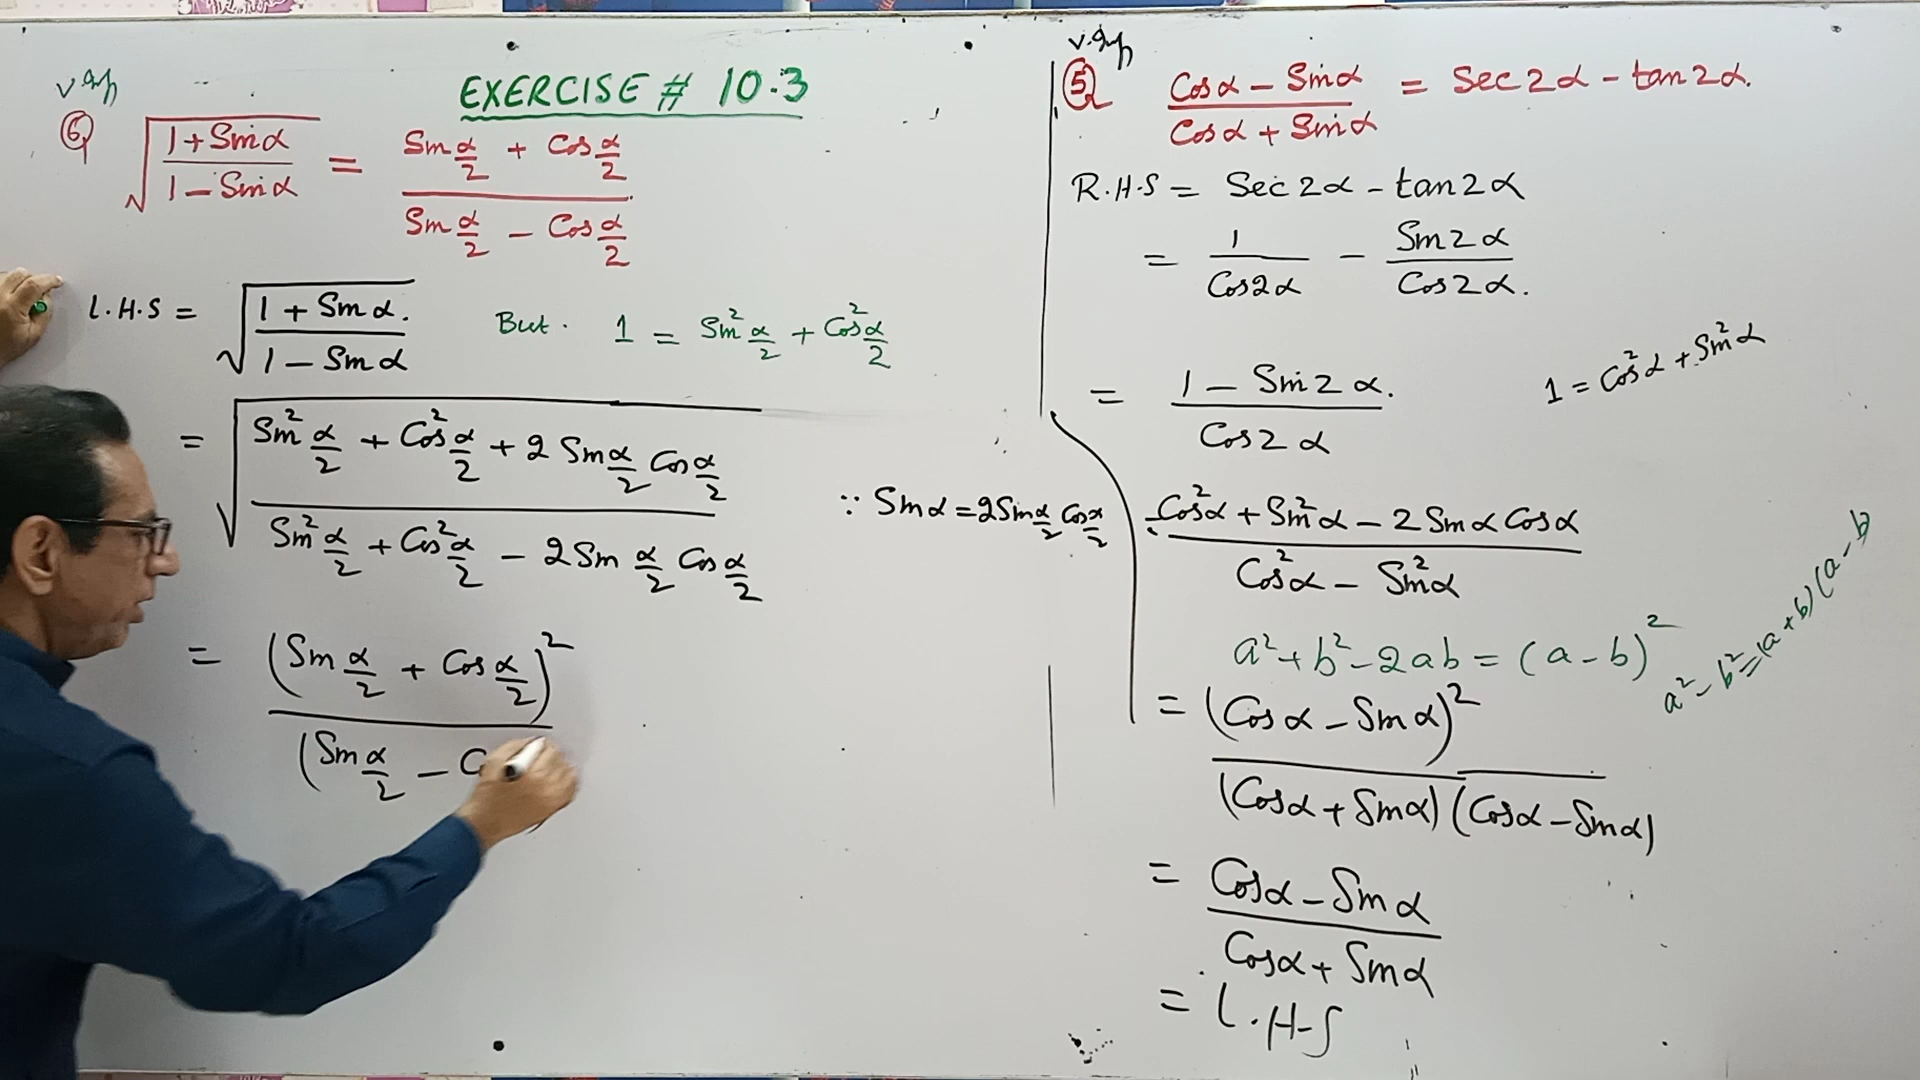 EXERCISE # 10.3
Q6 √((1+Sinα)/(1−Sinα)) = (Sin α/2 + Cos α/2)/(Sin α/2 − Cos α/2)
L.H.S = √((1 + Sinα.)/(1 − Sinα))
But. 1 = Sin² α/2 + Cos² α/2
= √((Sin² α/2 + Cos² α/2 + 2 Sin α/2 Cos α/2)/(Sin² α/2 + Cos² α/2 − 2 Sin α/2 Cos α/2))
∵ Sinα = 2 Sin α/2 Cos α/2
= (Sin α/2 + Cos α/2)²
(Sin α/2 − C
Q5 (Cosα − Sinα)/(Cosα + Sinα) = Sec2α − tan2α.
R.H.S = Sec2α − tan2α
= 1/Cos2α − Sin2α/Cos2α.
= (1 − Sin2α.)/Cos2α
1 = Cos²α + Sin²α
(Cos²α + Sin²α − 2 Sinα Cosα)/(Cos²α − Sin²α)
a² + b² − 2ab = (a − b)²
a² − b² = (a + b)(a − b)
= (Cosα − Sinα)²/((Cosα + Sinα)(Cosα − Sinα))
= (Cosα − Sinα)/(Cosα + Sinα)
= L.H.S